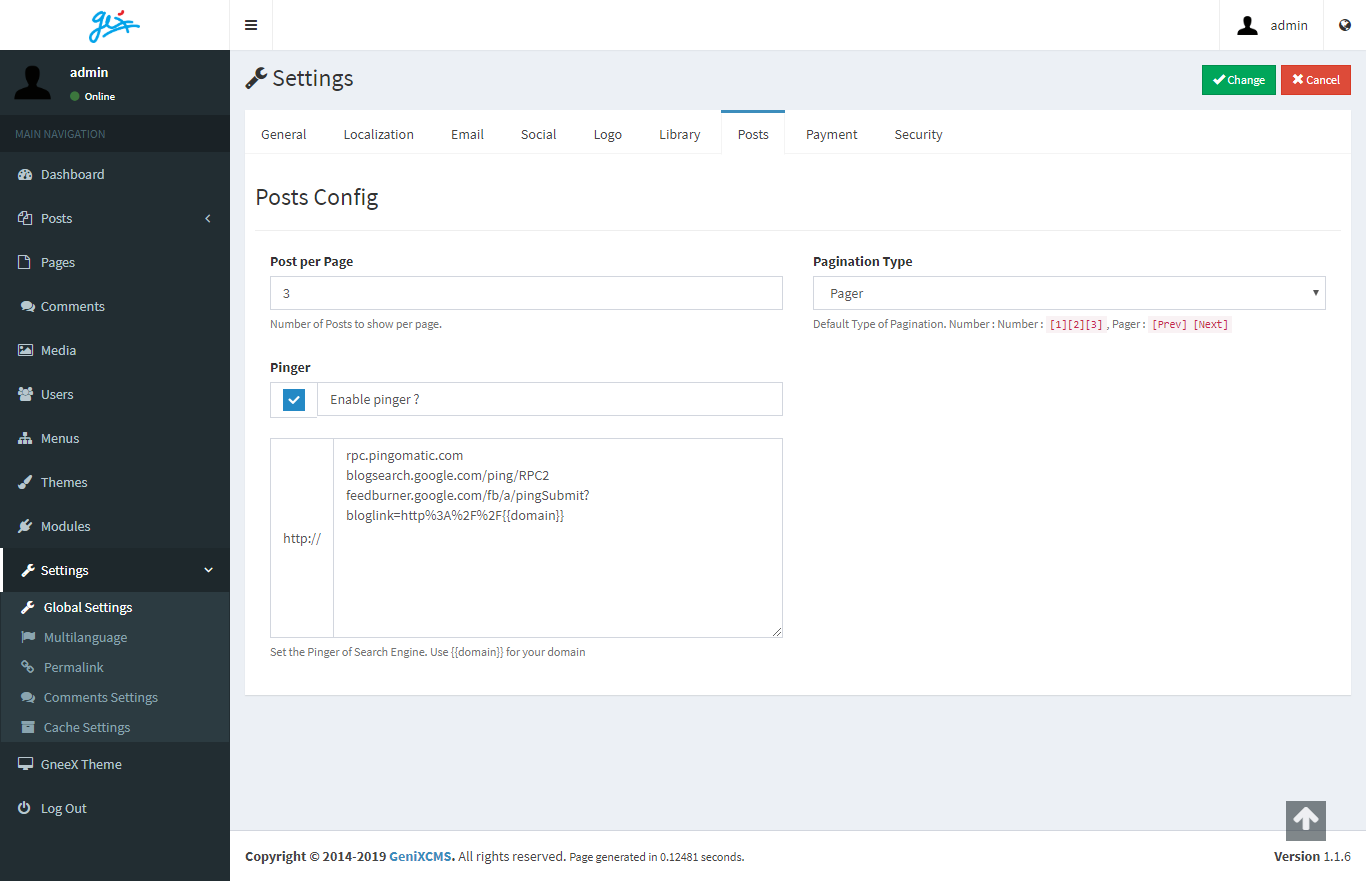 gix
admin
admin
Online
MAIN NAVIGATION
Dashboard
Posts
Pages
Comments
Media
Users
Menus
Themes
Modules
Settings
Global Settings
Multilanguage
Permalink
Comments Settings
Cache Settings
GneeX Theme
Log Out
Settings
Change
Cancel
General
Localization
Email
Social
Logo
Library
Posts
Payment
Security
Posts Config
Post per Page
3
Number of Posts to show per page.
Pagination Type
Pager
Default Type of Pagination. Number : Number : [1][2][3] , Pager : [Prev] [Next]
Pinger
Enable pinger ?
http://
rpc.pingomatic.com
blogsearch.google.com/ping/RPC2
feedburner.google.com/fb/a/pingSubmit?
bloglink=http%3A%2F%2F{{domain}}
Set the Pinger of Search Engine. Use {{domain}} for your domain
Copyright © 2014-2019 GeniXCMS. All rights reserved. Page generated in 0.12481 seconds.
Version 1.1.6